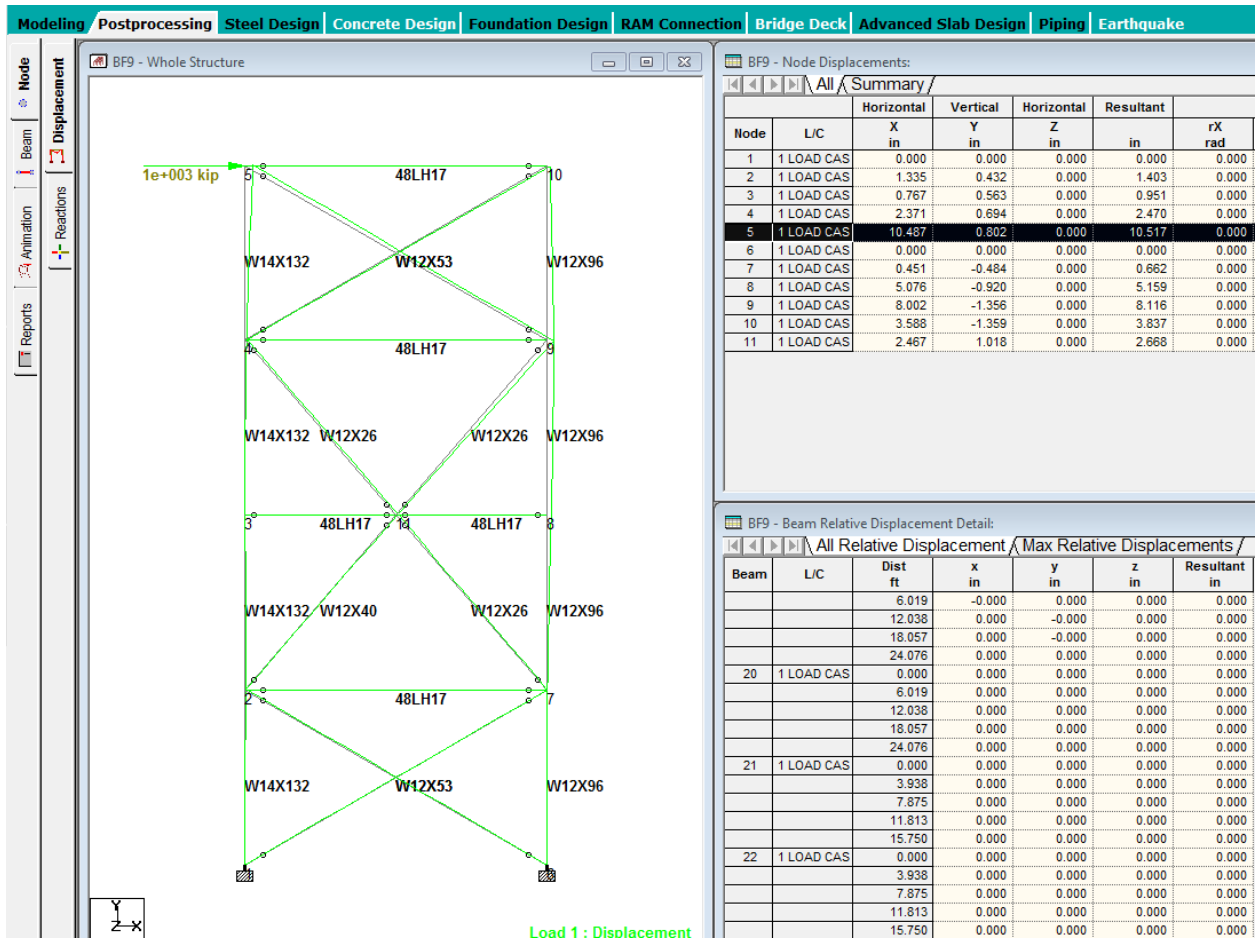 Modeling Postprocessing Steel Design Concrete Design Foundation Design RAM Connection Bridge Deck Advanced Slab Design Piping Earthquake
Node
Beam
Animation
Reports
Displacement
Reactions
BF9 - Whole Structure
1e+003 kip
5 48LH17 10
W14X132 W12X53 W12X96
4 48LH17 9
W14X132 W12X26 W12X26 W12X96
3 48LH17 11 48LH17 8
W14X132 W12X40 W12X26 W12X96
2 48LH17 7
W14X132 W12X53 W12X96
Y
Z X
Load 1 : Displacement
BF9 - Node Displacements:
All Summary
Horizontal Vertical Horizontal Resultant
Node L/C X Y Z rX
in in in in rad
1 1 LOAD CAS 0.000 0.000 0.000 0.000 0.000
2 1 LOAD CAS 1.335 0.432 0.000 1.403 0.000
3 1 LOAD CAS 0.767 0.563 0.000 0.951 0.000
4 1 LOAD CAS 2.371 0.694 0.000 2.470 0.000
5 1 LOAD CAS 10.487 0.802 0.000 10.517 0.000
6 1 LOAD CAS 0.000 0.000 0.000 0.000 0.000
7 1 LOAD CAS 0.451 -0.484 0.000 0.662 0.000
8 1 LOAD CAS 5.076 -0.920 0.000 5.159 0.000
9 1 LOAD CAS 8.002 -1.356 0.000 8.116 0.000
10 1 LOAD CAS 3.588 -1.359 0.000 3.837 0.000
11 1 LOAD CAS 2.467 1.018 0.000 2.668 0.000
BF9 - Beam Relative Displacement Detail:
All Relative Displacement Max Relative Displacements
Beam L/C Dist x y z Resultant
ft in in in in
6.019 -0.000 0.000 0.000 0.000
12.038 0.000 -0.000 0.000 0.000
18.057 0.000 -0.000 0.000 0.000
24.076 0.000 0.000 0.000 0.000
20 1 LOAD CAS 0.000 0.000 0.000 0.000 0.000
6.019 0.000 0.000 0.000 0.000
12.038 0.000 0.000 0.000 0.000
18.057 0.000 0.000 0.000 0.000
24.076 0.000 0.000 0.000 0.000
21 1 LOAD CAS 0.000 0.000 0.000 0.000 0.000
3.938 0.000 0.000 0.000 0.000
7.875 0.000 0.000 0.000 0.000
11.813 0.000 0.000 0.000 0.000
15.750 0.000 0.000 0.000 0.000
22 1 LOAD CAS 0.000 0.000 0.000 0.000 0.000
3.938 0.000 0.000 0.000 0.000
7.875 0.000 0.000 0.000 0.000
11.813 0.000 0.000 0.000 0.000
15.750 0.000 0.000 0.000 0.000